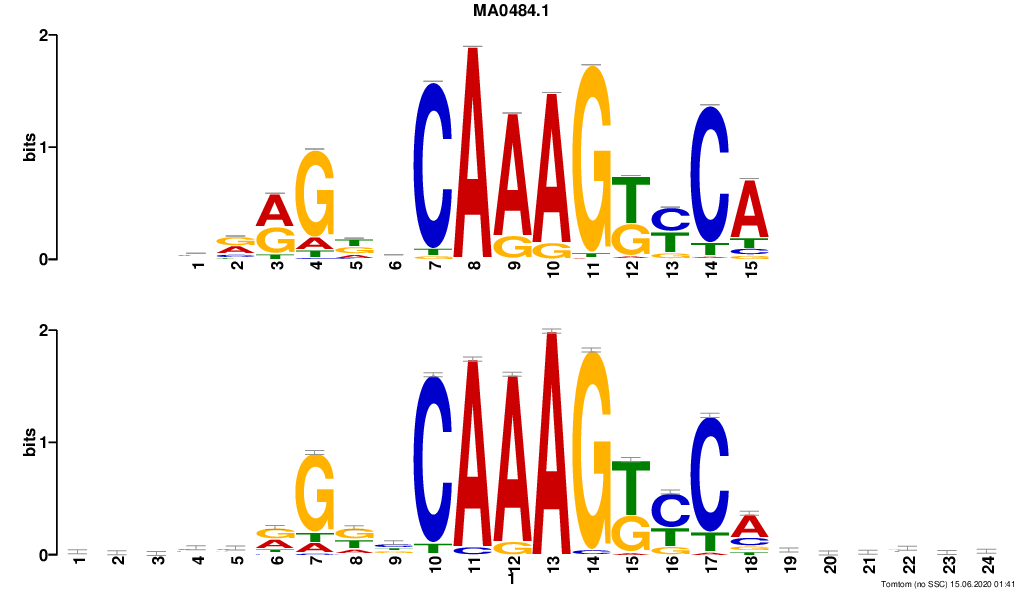 MA0484.1
2
bits
1
0
G A A G G A T C A A G A G G T G C T C A T
1 2 3 4 5 6 7 8 9 10 11 12 13 14 15
2
bits
1
0
G A G T A G T C T A C A G A G T G C T G C T A C
1 2 3 4 5 6 7 8 9 10 11 12 13 14 15 16 17 18 19 20 21 22 23 24
1
Tomtom (no SSC) 15.06.2020 01:41